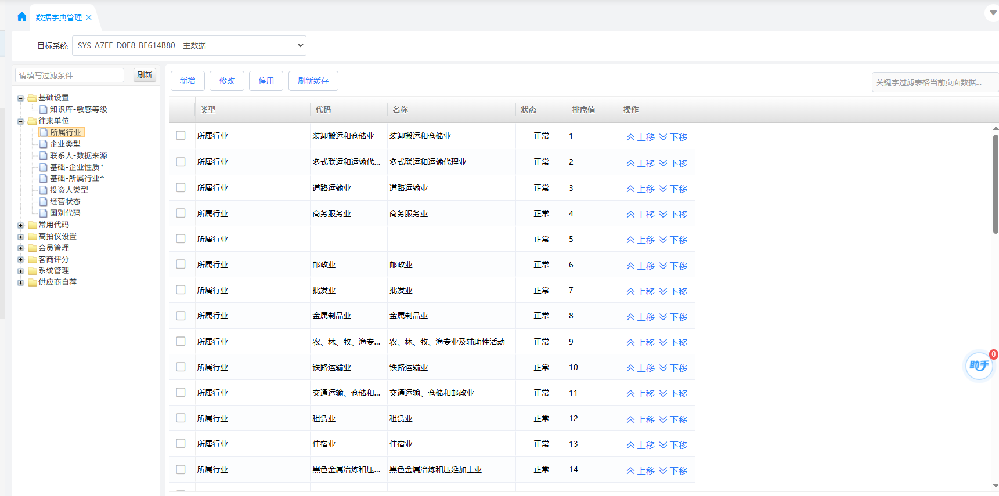 数据字典管理
目标系统 SYS-A7EE-D0E8-BE614B80 - 主数据
请填写过滤条件 刷新
基础设置
知识库-敏感等级
往来单位
所属行业
企业类型
联系人-数据来源
基础-企业性质*
基础-所属行业*
投资人类型
经营状态
国别代码
常用代码
高拍仪设置
会员管理
客商评分
系统管理
供应商自荐
新增 修改 停用 刷新缓存 关键字过滤表格当前页面数据...
类型 代码 名称 状态 排序值 操作
所属行业 装卸搬运和仓储业 装卸搬运和仓储业 正常 1 上移 下移
所属行业 多式联运和运输代... 多式联运和运输代理业 正常 2 上移 下移
所属行业 道路运输业 道路运输业 正常 3 上移 下移
所属行业 商务服务业 商务服务业 正常 4 上移 下移
所属行业 - - 正常 5 上移 下移
所属行业 邮政业 邮政业 正常 6 上移 下移
所属行业 批发业 批发业 正常 7 上移 下移
所属行业 金属制品业 金属制品业 正常 8 上移 下移
所属行业 农、林、牧、渔专... 农、林、牧、渔专业及辅助性活动 正常 9 上移 下移
所属行业 铁路运输业 铁路运输业 正常 10 上移 下移
所属行业 交通运输、仓储和... 交通运输、仓储和邮政业 正常 11 上移 下移
所属行业 租赁业 租赁业 正常 12 上移 下移
所属行业 住宿业 住宿业 正常 13 上移 下移
所属行业 黑色金属冶炼和压... 黑色金属冶炼和压延加工业 正常 14 上移 下移
助手 0